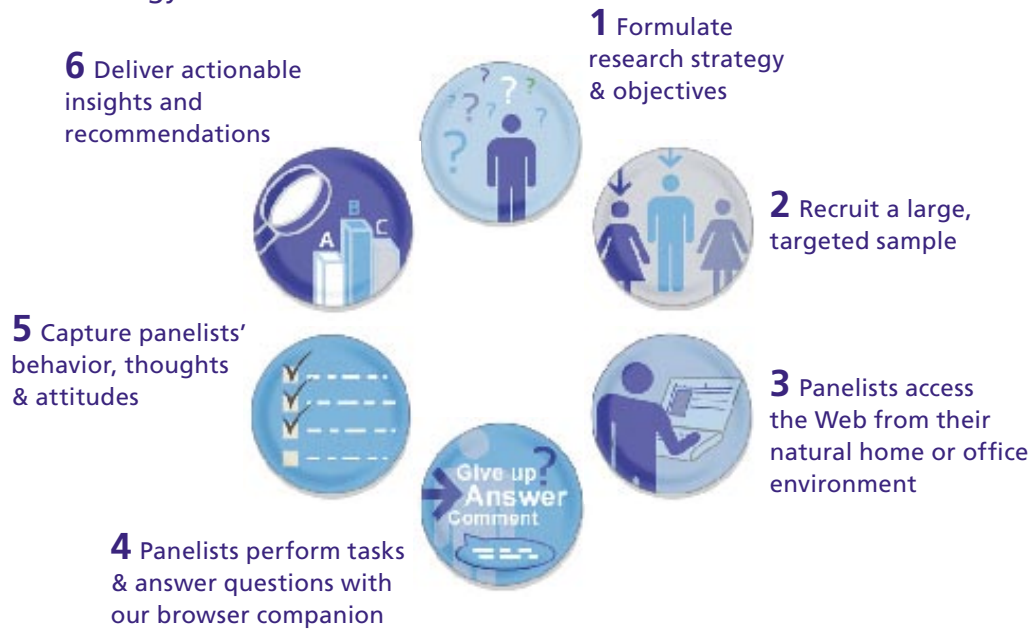 1 Formulate
research strategy
& objectives
2 Recruit a large,
targeted sample
3 Panelists access
the Web from their
natural home or office
environment
4 Panelists perform tasks
& answer questions with
our browser companion
5 Capture panelists’
behavior, thoughts
& attitudes
6 Deliver actionable
insights and
recommendations
? ? ? ? ? ? ? ?
A B C
Give up ?
Answer
Comment